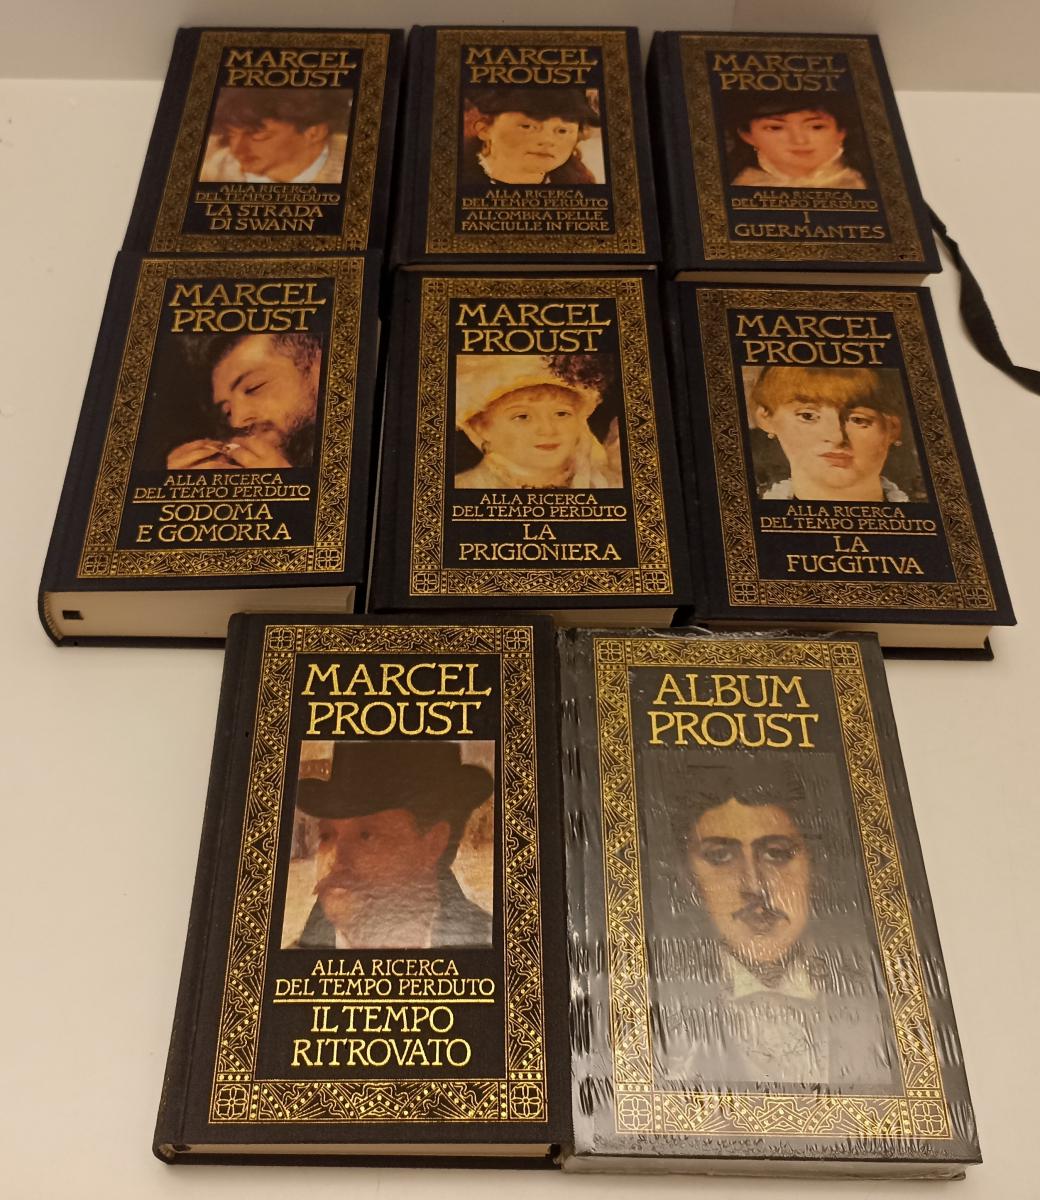 MARCEL
PROUST
ALLA RICERCA
DEL TEMPO PERDUTO
LA STRADA
DI SWANN
MARCEL
PROUST
ALLA RICERCA
DEL TEMPO PERDUTO
ALL'OMBRA DELLE
FANCIULLE IN FIORE
MARCEL
PROUST
ALLA RICERCA
DEL TEMPO PERDUTO
I
GUERMANTES
MARCEL
PROUST
ALLA RICERCA
DEL TEMPO PERDUTO
SODOMA
E GOMORRA
MARCEL
PROUST
ALLA RICERCA
DEL TEMPO PERDUTO
LA
PRIGIONIERA
MARCEL
PROUST
ALLA RICERCA
DEL TEMPO PERDUTO
LA
FUGGITIVA
MARCEL
PROUST
ALLA RICERCA
DEL TEMPO PERDUTO
IL TEMPO
RITROVATO
ALBUM
PROUST